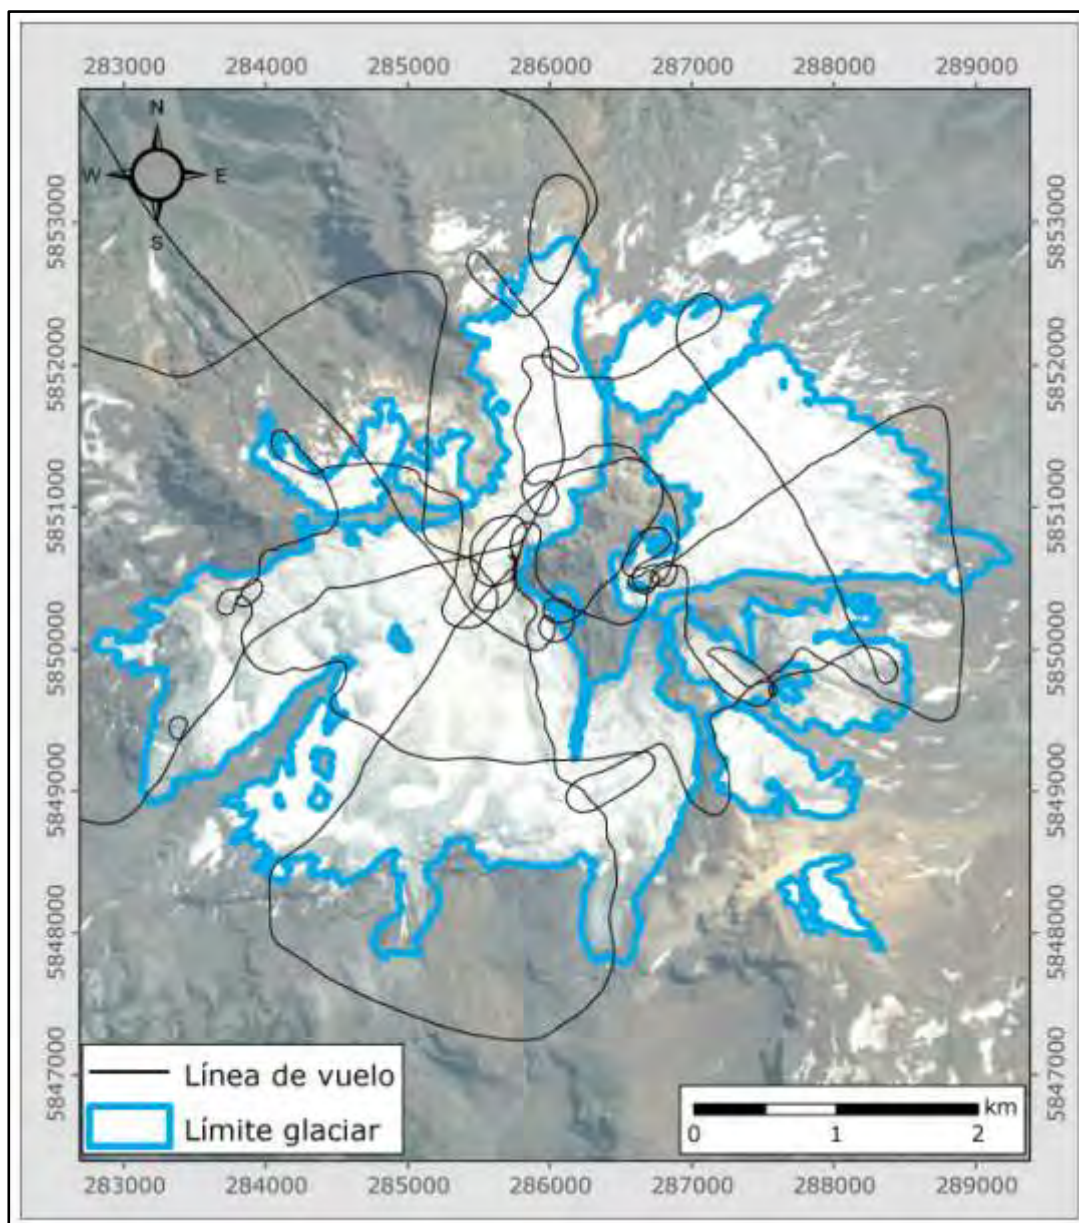 283000 284000 285000 286000 287000 288000 289000
N
W E
S
5853000 5853000
5852000 5852000
5851000 5851000
5850000 5850000
5849000 5849000
5848000 5848000
5847000 5847000
Línea de vuelo
Límite glaciar
km
0 1 2
283000 284000 285000 286000 287000 288000 289000